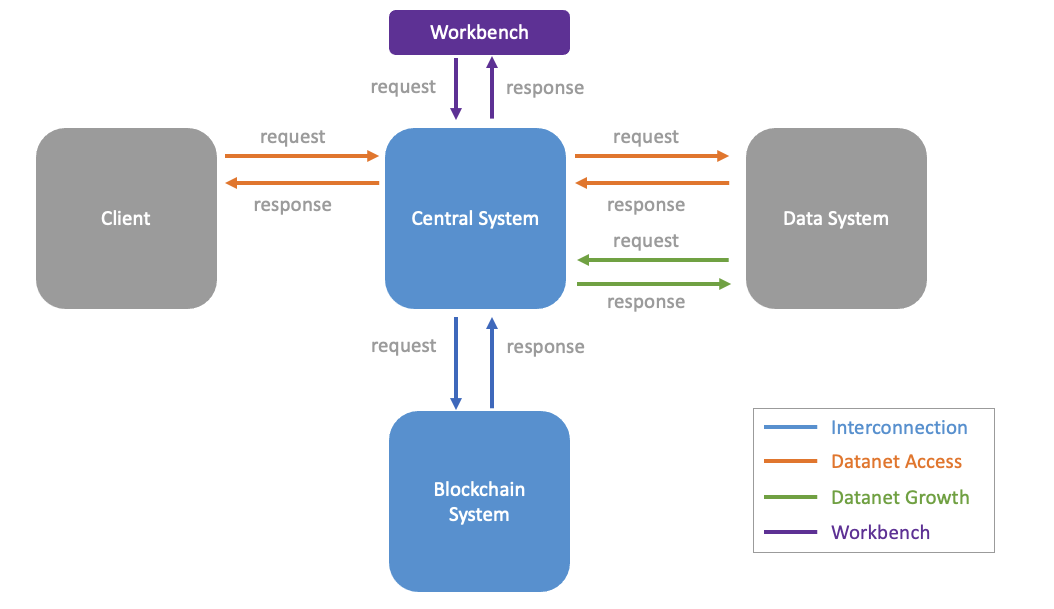 Workbench
request
response
request
request
Client
Central System
Data System
response
response
request
response
request
response
Blockchain
System
Interconnection
Datanet Access
Datanet Growth
Workbench